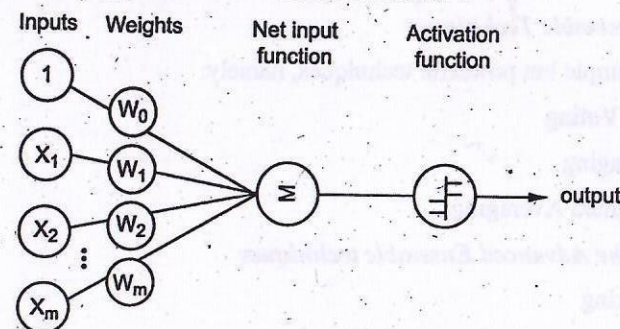 Inputs
Weights
Net input
function
Activation
function
1
W₀
X₁
W₁
Σ
output
X₂
W₂
⋮
Xₘ
Wₘ